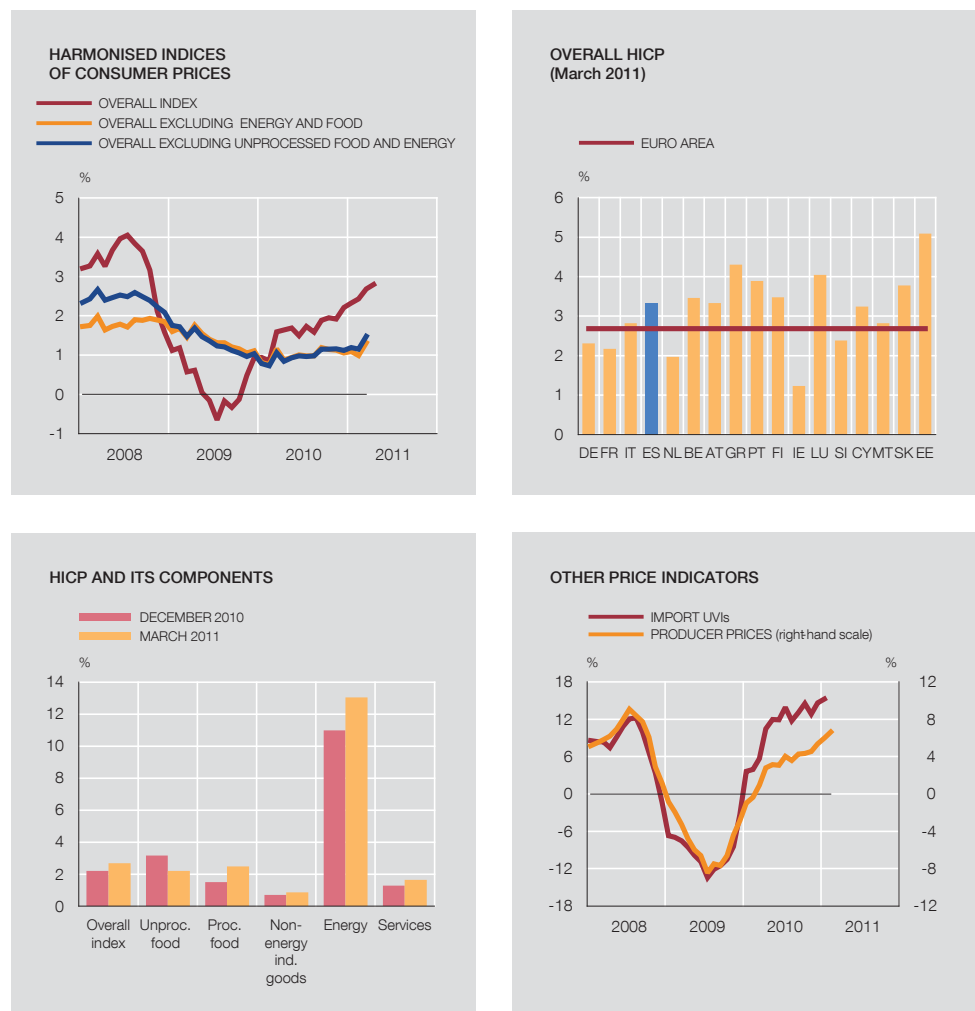 HARMONISED INDICES
OF CONSUMER PRICES
OVERALL INDEX
OVERALL EXCLUDING ENERGY AND FOOD
OVERALL EXCLUDING UNPROCESSED FOOD AND ENERGY
%
5
4
3
2
1
0
-1
2008 2009 2010 2011
OVERALL HICP
(March 2011)
EURO AREA
%
6
5
4
3
2
1
0
DE FR IT ES NL BE AT GR PT FI IE LU SI CY MT SK EE
HICP AND ITS COMPONENTS
DECEMBER 2010
MARCH 2011
%
14
12
10
8
6
4
2
0
Overall Unproc. Proc. Non- Energy Services
index food food energy
ind.
goods
OTHER PRICE INDICATORS
IMPORT UVIs
PRODUCER PRICES (right-hand scale)
% %
18 12
12 8
6 4
0 0
-6 -4
-12 -8
-18 -12
2008 2009 2010 2011